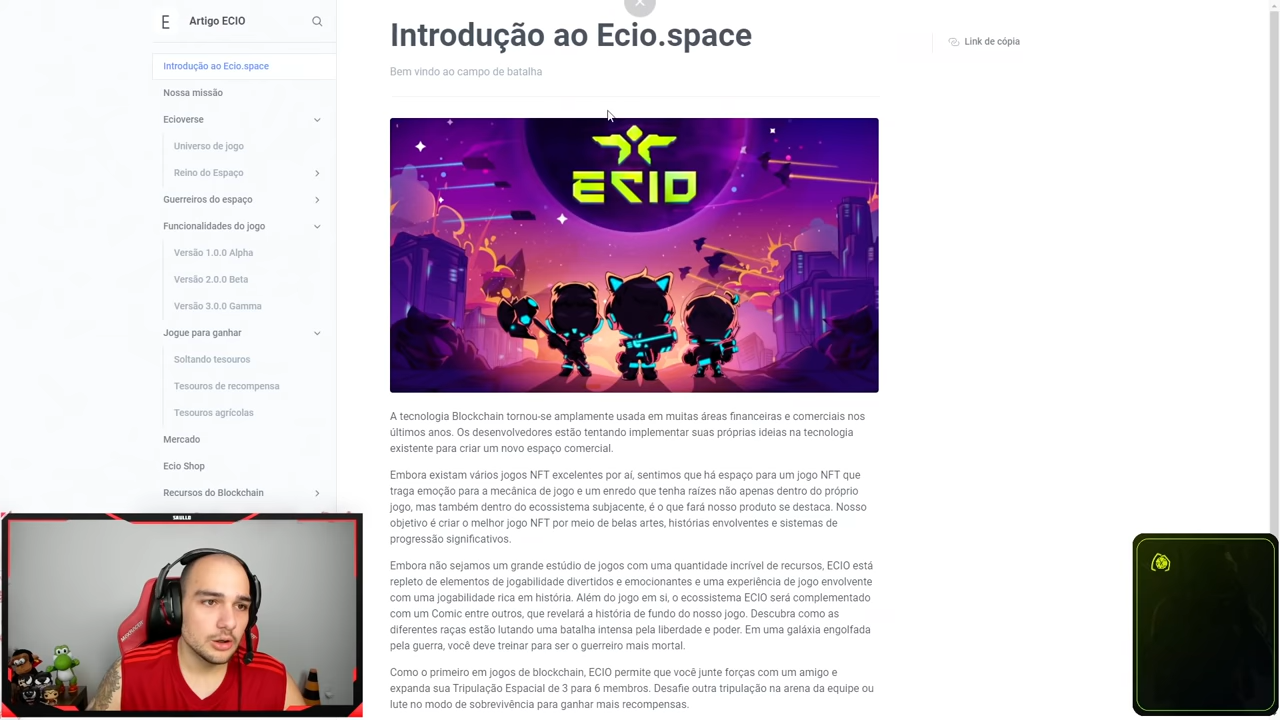 E
Artigo ECIO
Introdução ao Ecio.space
Nossa missão
Ecioverse
Universo de jogo
Reino do Espaço
Guerreiros do espaço
Funcionalidades do jogo
Versão 1.0.0 Alpha
Versão 2.0.0 Beta
Versão 3.0.0 Gamma
Jogue para ganhar
Soltando tesouros
Tesouros de recompensa
Tesouros agrícolas
Mercado
Ecio Shop
Recursos do Blockchain
Introdução ao Ecio.space
Bem vindo ao campo de batalha
Link de cópia
ECIO
A tecnologia Blockchain tornou-se amplamente usada em muitas áreas financeiras e comerciais nos
últimos anos. Os desenvolvedores estão tentando implementar suas próprias ideias na tecnologia
existente para criar um novo espaço comercial.
Embora existam vários jogos NFT excelentes por aí, sentimos que há espaço para um jogo NFT que
traga emoção para a mecânica de jogo e um enredo que tenha raízes não apenas dentro do próprio
jogo, mas também dentro do ecossistema subjacente, é o que fará nosso produto se destaca. Nosso
objetivo é criar o melhor jogo NFT por meio de belas artes, histórias envolventes e sistemas de
progressão significativos.
Embora não sejamos um grande estúdio de jogos com uma quantidade incrível de recursos, ECIO está
repleto de elementos de jogabilidade divertidos e emocionantes e uma experiência de jogo envolvente
com uma jogabilidade rica em história. Além do jogo em si, o ecossistema ECIO será complementado
com um Comic entre outros, que revelará a história de fundo do nosso jogo. Descubra como as
diferentes raças estão lutando uma batalha intensa pela liberdade e poder. Em uma galáxia engolfada
pela guerra, você deve treinar para ser o guerreiro mais mortal.
Como o primeiro em jogos de blockchain, ECIO permite que você junte forças com um amigo e
expanda sua Tripulação Espacial de 3 para 6 membros. Desafie outra tripulação na arena da equipe ou
lute no modo de sobrevivência para ganhar mais recompensas.